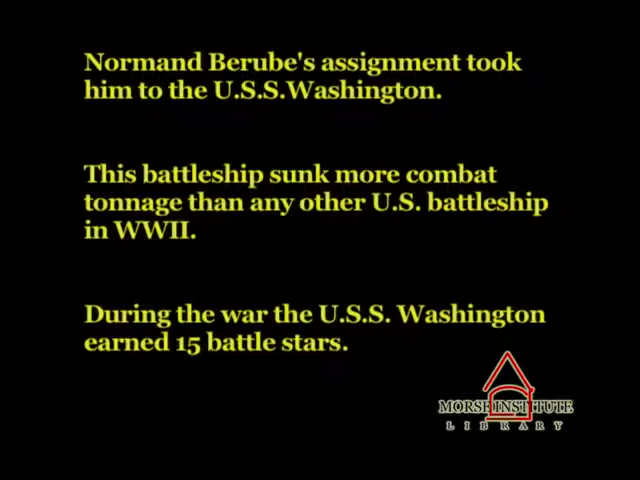 Normand Berube's assignment took
him to the U.S.S.Washington.
This battleship sunk more combat
tonnage than any other U.S. battleship
in WWII.
During the war the U.S.S. Washington
earned 15 battle stars.
MORSE INSTITUTE
LIBRARY